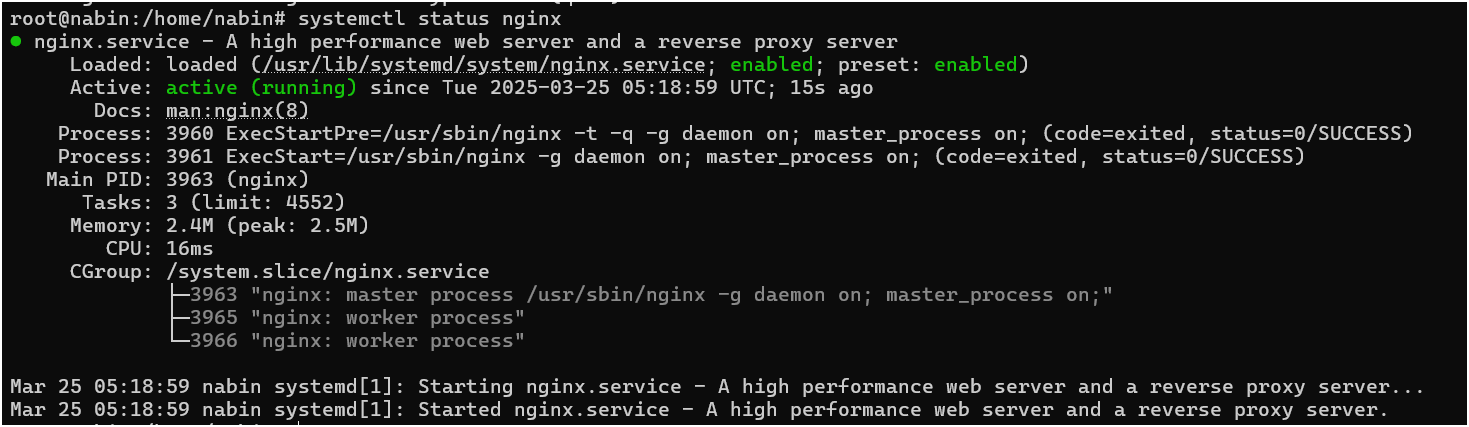 root@nabin:/home/nabin# systemctl status nginx
● nginx.service - A high performance web server and a reverse proxy server
     Loaded: loaded (/usr/lib/systemd/system/nginx.service; enabled; preset: enabled)
     Active: active (running) since Tue 2025-03-25 05:18:59 UTC; 15s ago
       Docs: man:nginx(8)
    Process: 3960 ExecStartPre=/usr/sbin/nginx -t -q -g daemon on; master_process on; (code=exited, status=0/SUCCESS)
    Process: 3961 ExecStart=/usr/sbin/nginx -g daemon on; master_process on; (code=exited, status=0/SUCCESS)
   Main PID: 3963 (nginx)
      Tasks: 3 (limit: 4552)
     Memory: 2.4M (peak: 2.5M)
        CPU: 16ms
     CGroup: /system.slice/nginx.service
             ├─3963 "nginx: master process /usr/sbin/nginx -g daemon on; master_process on;"
             ├─3965 "nginx: worker process"
             └─3966 "nginx: worker process"

Mar 25 05:18:59 nabin systemd[1]: Starting nginx.service - A high performance web server and a reverse proxy server...
Mar 25 05:18:59 nabin systemd[1]: Started nginx.service - A high performance web server and a reverse proxy server.